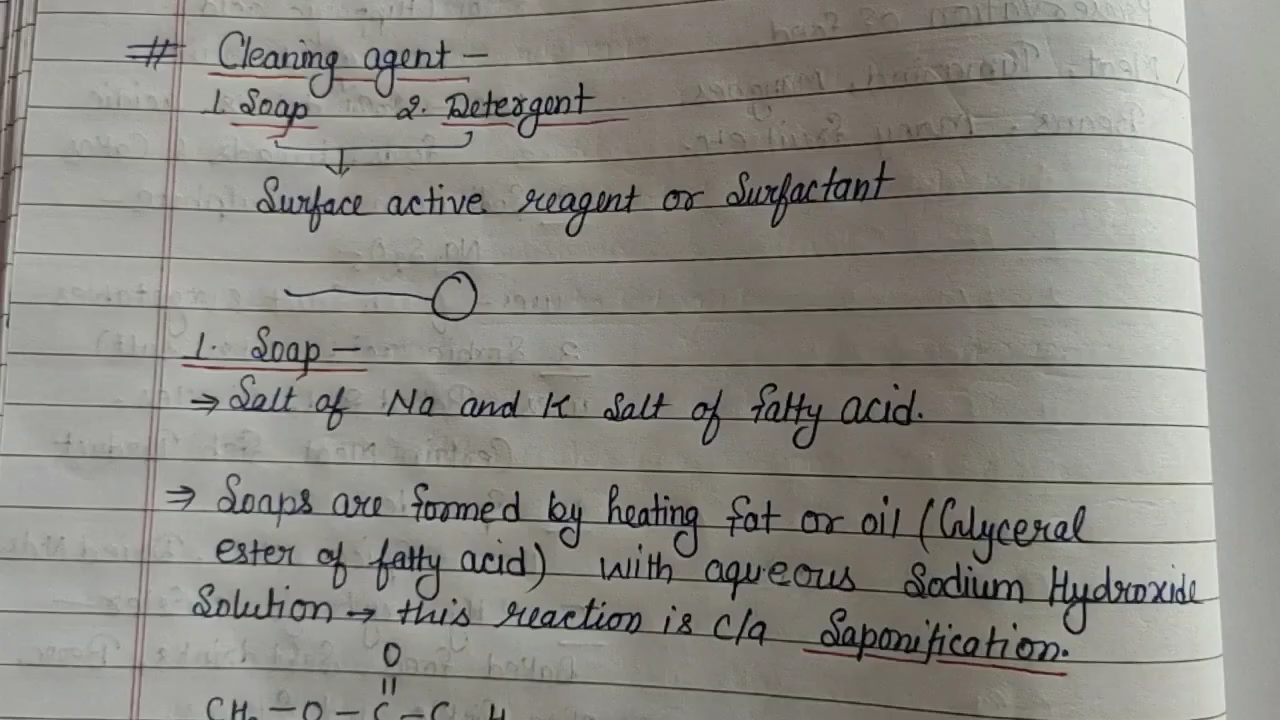 # Cleaning agent -
1. Soap 2. Detergent
Surface active reagent or Surfactant
1. Soap -
⇒ Salt of Na and K Salt of fatty acid.
⇒ Soaps are formed by heating fat or oil (Glyceral
ester of fatty acid) with aqueous Sodium Hydroxide
Solution → this reaction is c/a Saponification.
O
||
CH₂ - O - C - C H